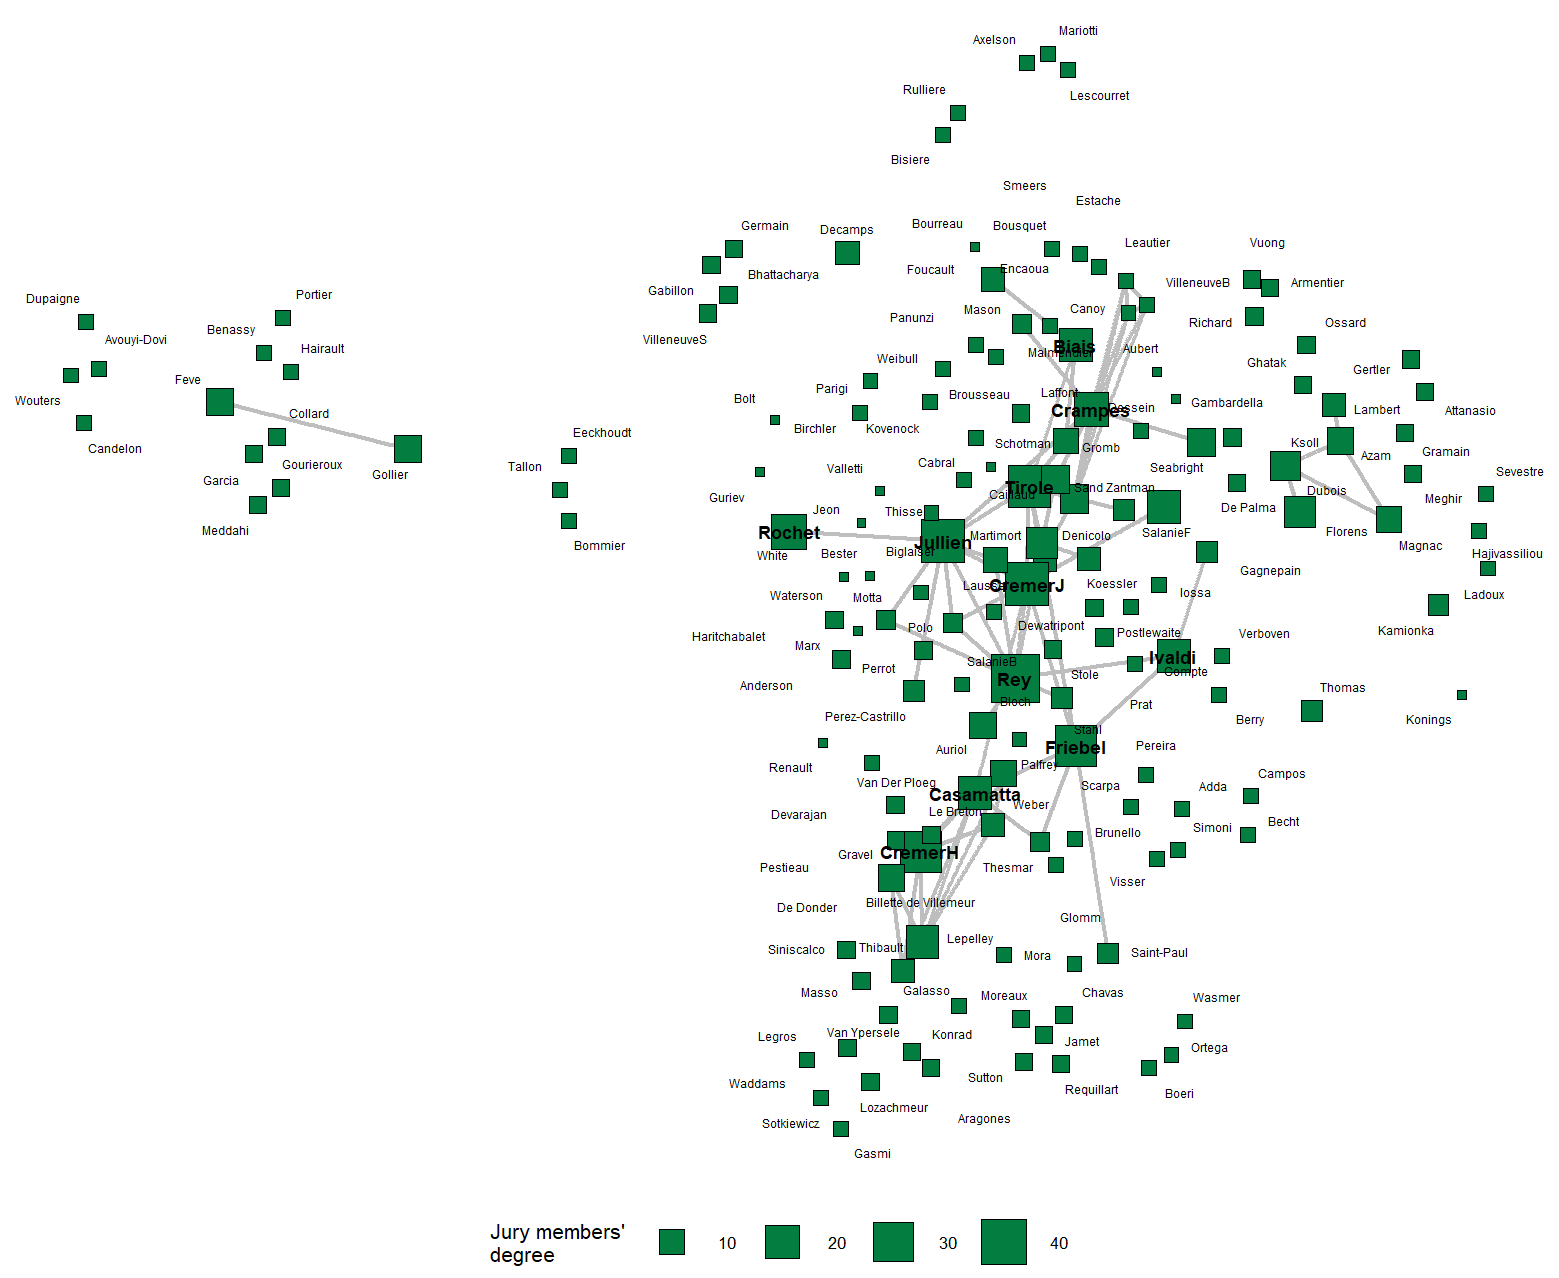 Mariotti
Axelson
Lescourret
Rulliere
Bisiere
Smeers
Estache
Germain
Decamps
Bourreau
Bousquet
Leautier
Vuong
Foucault
Encaoua
Bhattacharya
VilleneuveB
Armentier
Gabillon
Dupaigne
Portier
Benassy
Avouyi-Dovi
Hairault
VilleneuveS
Panunzi
Mason
Canoy
Richard
Ossard
Biais
Malmendier
Aubert
Weibull
Ghatak
Gertler
Feve
Wouters
Parigi
Brousseau
Laffont
Bolt
Collard
Crampes
Dessein
Gambardella
Lambert
Attanasio
Birchler
Kovenock
Eeckhoudt
Candelon
Schotman
Gromb
Ksoll
Azam
Gramain
Gourieroux
Tallon
Valletti
Cabral
Seabright
Sevestre
Garcia
Gollier
Tirole
Sand Zantman
Dubois
Meghir
Guriev
Cailaud
Jeon
Thisse
De Palma
Meddahi
Rochet
Jullien
Martimort
Denicolo
SalanieF
Florens
Bommier
White
Bester
Biglaiser
Magnac
Hajivassiliou
Gagnepain
CremerJ
Koessler
Iossa
Waterson
Motta
Ladoux
Haritchabalet
Polo
Dewatripont
Postlewaite
Verboven
Kamionka
Marx
Perrot
SalanieB
Ivaldi
Compte
Anderson
Rey
Stole
Thomas
Bloch
Prat
Perez-Castrillo
Berry
Konings
Stahl
Auriol
Friebel
Pereira
Renault
Palfrey
Van Der Ploeg
Casamatta
Scarpa
Adda
Campos
Devarajan
Le Breton
Weber
Brunello
Simoni
Becht
Gravel
CremerH
Pestieau
Thesmar
Visser
De Donder
Billette de Villemeur
Glomm
Siniscalco
Thibault
Lepelley
Mora
Saint-Paul
Masso
Galasso
Moreaux
Chavas
Wasmer
Legros
Van Ypersele
Konrad
Jamet
Ortega
Waddams
Sutton
Requillart
Boeri
Lozachmeur
Sotkiewicz
Aragones
Gasmi
Jury members'
degree
10
20
30
40